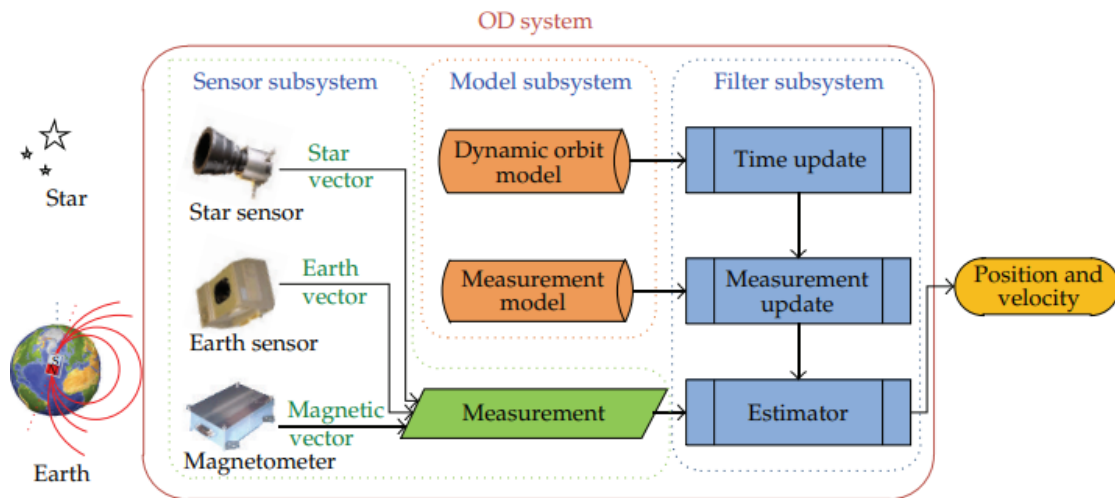 OD system
Sensor subsystem
Model subsystem
Filter subsystem
Star
Star
vector
Star sensor
Dynamic orbit
model
Time update
Earth
vector
Earth sensor
Measurement
model
Measurement
update
Position and
velocity
S
N
Earth
Magnetic
vector
Magnetometer
Measurement
Estimator